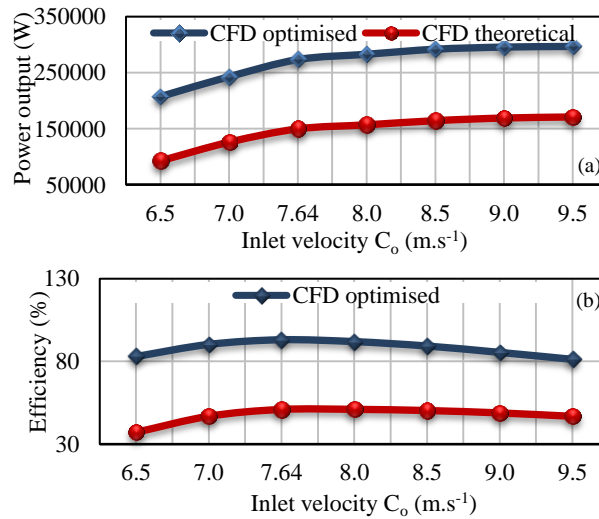 350000
CFD optimised
CFD theoretical
250000
150000
50000
Power output (W)
(a)
6.5 7.0 7.64 8.0 8.5 9.0 9.5
Inlet velocity Co (m.s-1)
130
CFD optimised
(b)
80
30
Efficiency (%)
6.5 7.0 7.64 8.0 8.5 9.0 9.5
Inlet velocity Co (m.s-1)